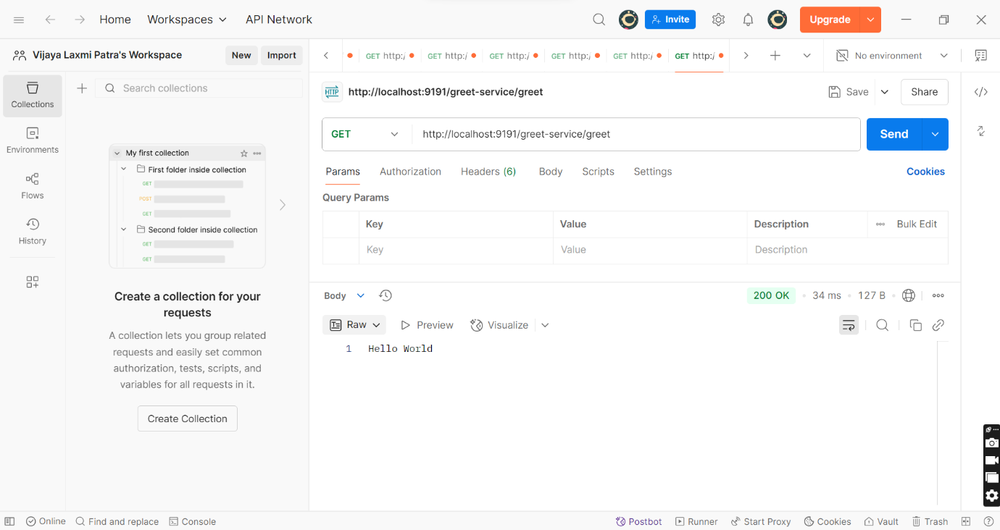 Home Workspaces API Network Invite Upgrade
Vijaya Laxmi Patra's Workspace New Import
GET http:/ GET http:/ GET http:/ GET http:/ GET http:/ GET http:/ No environment
Collections
Environments
Flows
History
Search collections
My first collection
First folder inside collection
GET
POST
GET
Second folder inside collection
GET
GET
Create a collection for your
requests
A collection lets you group related
requests and easily set common
authorization, tests, scripts, and
variables for all requests in it.
Create Collection
HTTP http://localhost:9191/greet-service/greet Save Share
GET http://localhost:9191/greet-service/greet Send
Params Authorization Headers (6) Body Scripts Settings Cookies
Query Params
Key Value Description Bulk Edit
Key Value Description
Body 200 OK 34 ms 127 B
Raw Preview Visualize
1 Hello World
Online Find and replace Console Postbot Runner Start Proxy Cookies Vault Trash